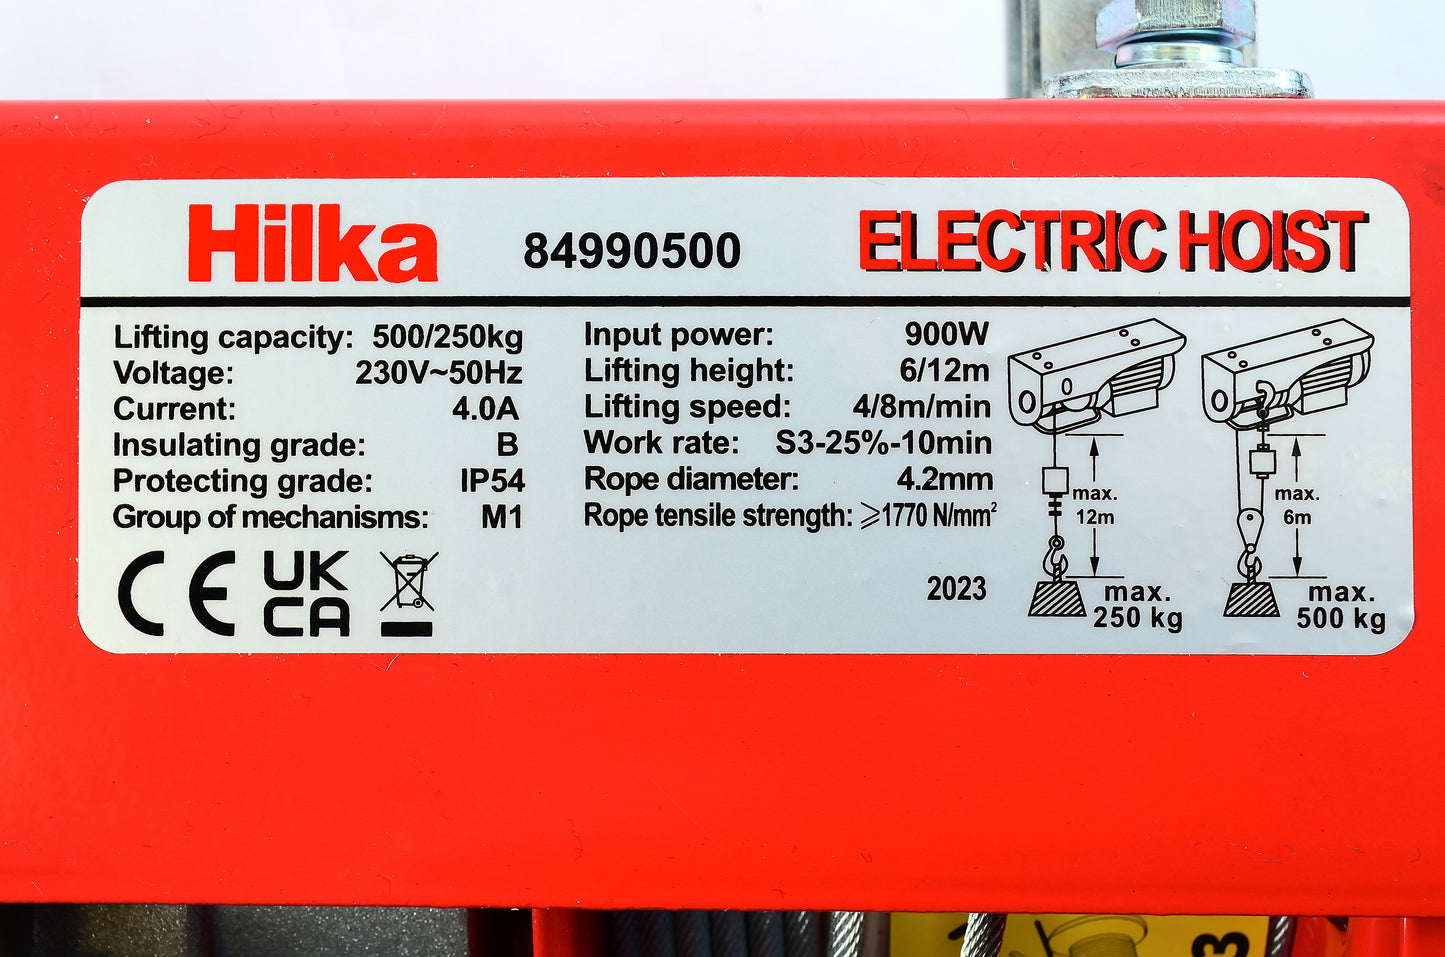 Hilka 84990500 ELECTRIC HOIST
Lifting capacity: 500/250kg
Voltage: 230V~50Hz
Current: 4.0A
Insulating grade: B
Protecting grade: IP54
Group of mechanisms: M1
CE UK
CA
Input power: 900W
Lifting height: 6/12m
Lifting speed: 4/8m/min
Work rate: S3-25%-10min
Rope diameter: 4.2mm
Rope tensile strength: ⩾1770 N/mm²
2023
max.
12m
max.
250 kg
max.
6m
max.
500 kg
3